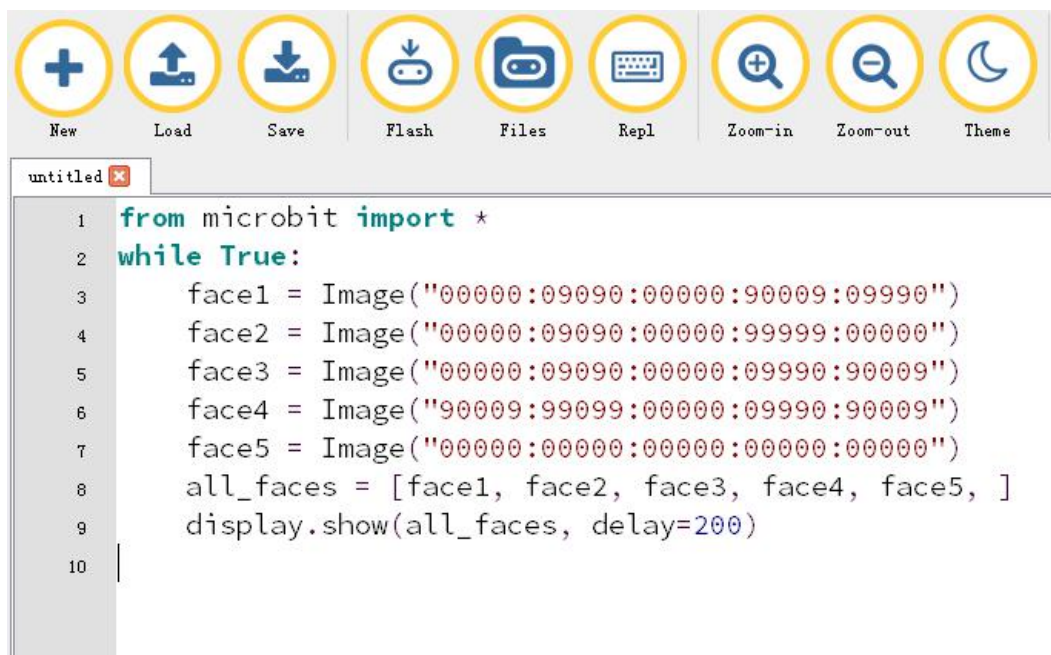 New Load Save Flash Files Repl Zoom-in Zoom-out Theme
untitled
1 from microbit import *
2 while True:
3     face1 = Image("00000:09090:00000:90009:09990")
4     face2 = Image("00000:09090:00000:99999:00000")
5     face3 = Image("00000:09090:00000:09990:90009")
6     face4 = Image("90009:99099:00000:09990:90009")
7     face5 = Image("00000:00000:00000:00000:00000")
8     all_faces = [face1, face2, face3, face4, face5, ]
9     display.show(all_faces, delay=200)
10